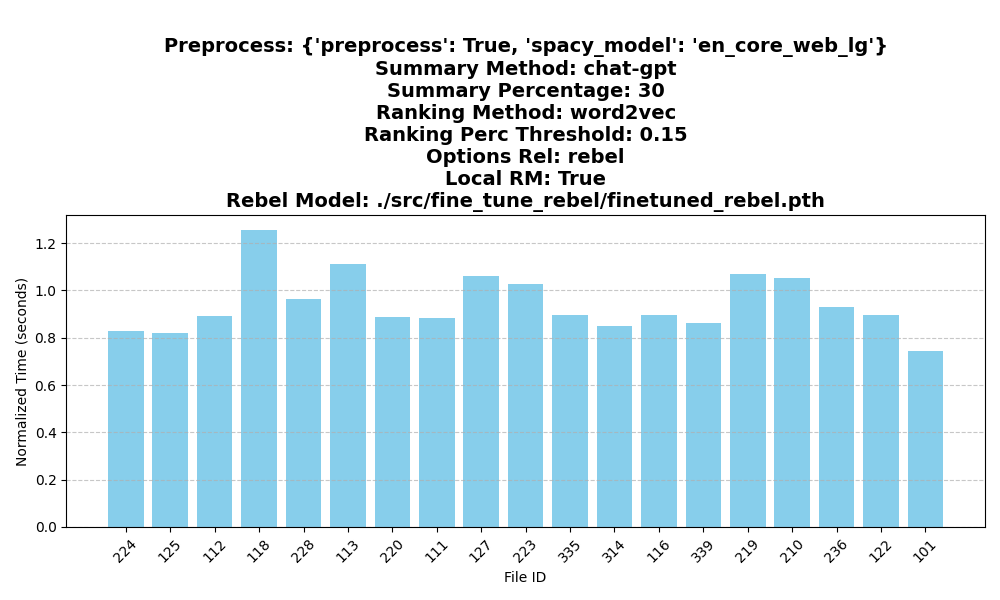 Preprocess: {'preprocess': True, 'spacy_model': 'en_core_web_lg'}
Summary Method: chat-gpt
Summary Percentage: 30
Ranking Method: word2vec
Ranking Perc Threshold: 0.15
Options Rel: rebel
Local RM: True
Rebel Model: ./src/fine_tune_rebel/finetuned_rebel.pth
Normalized Time (seconds)
1.2
1.0
0.8
0.6
0.4
0.2
0.0
224 125 112 118 228 113 220 111 127 223 335 314 116 339 219 210 236 122 101
File ID